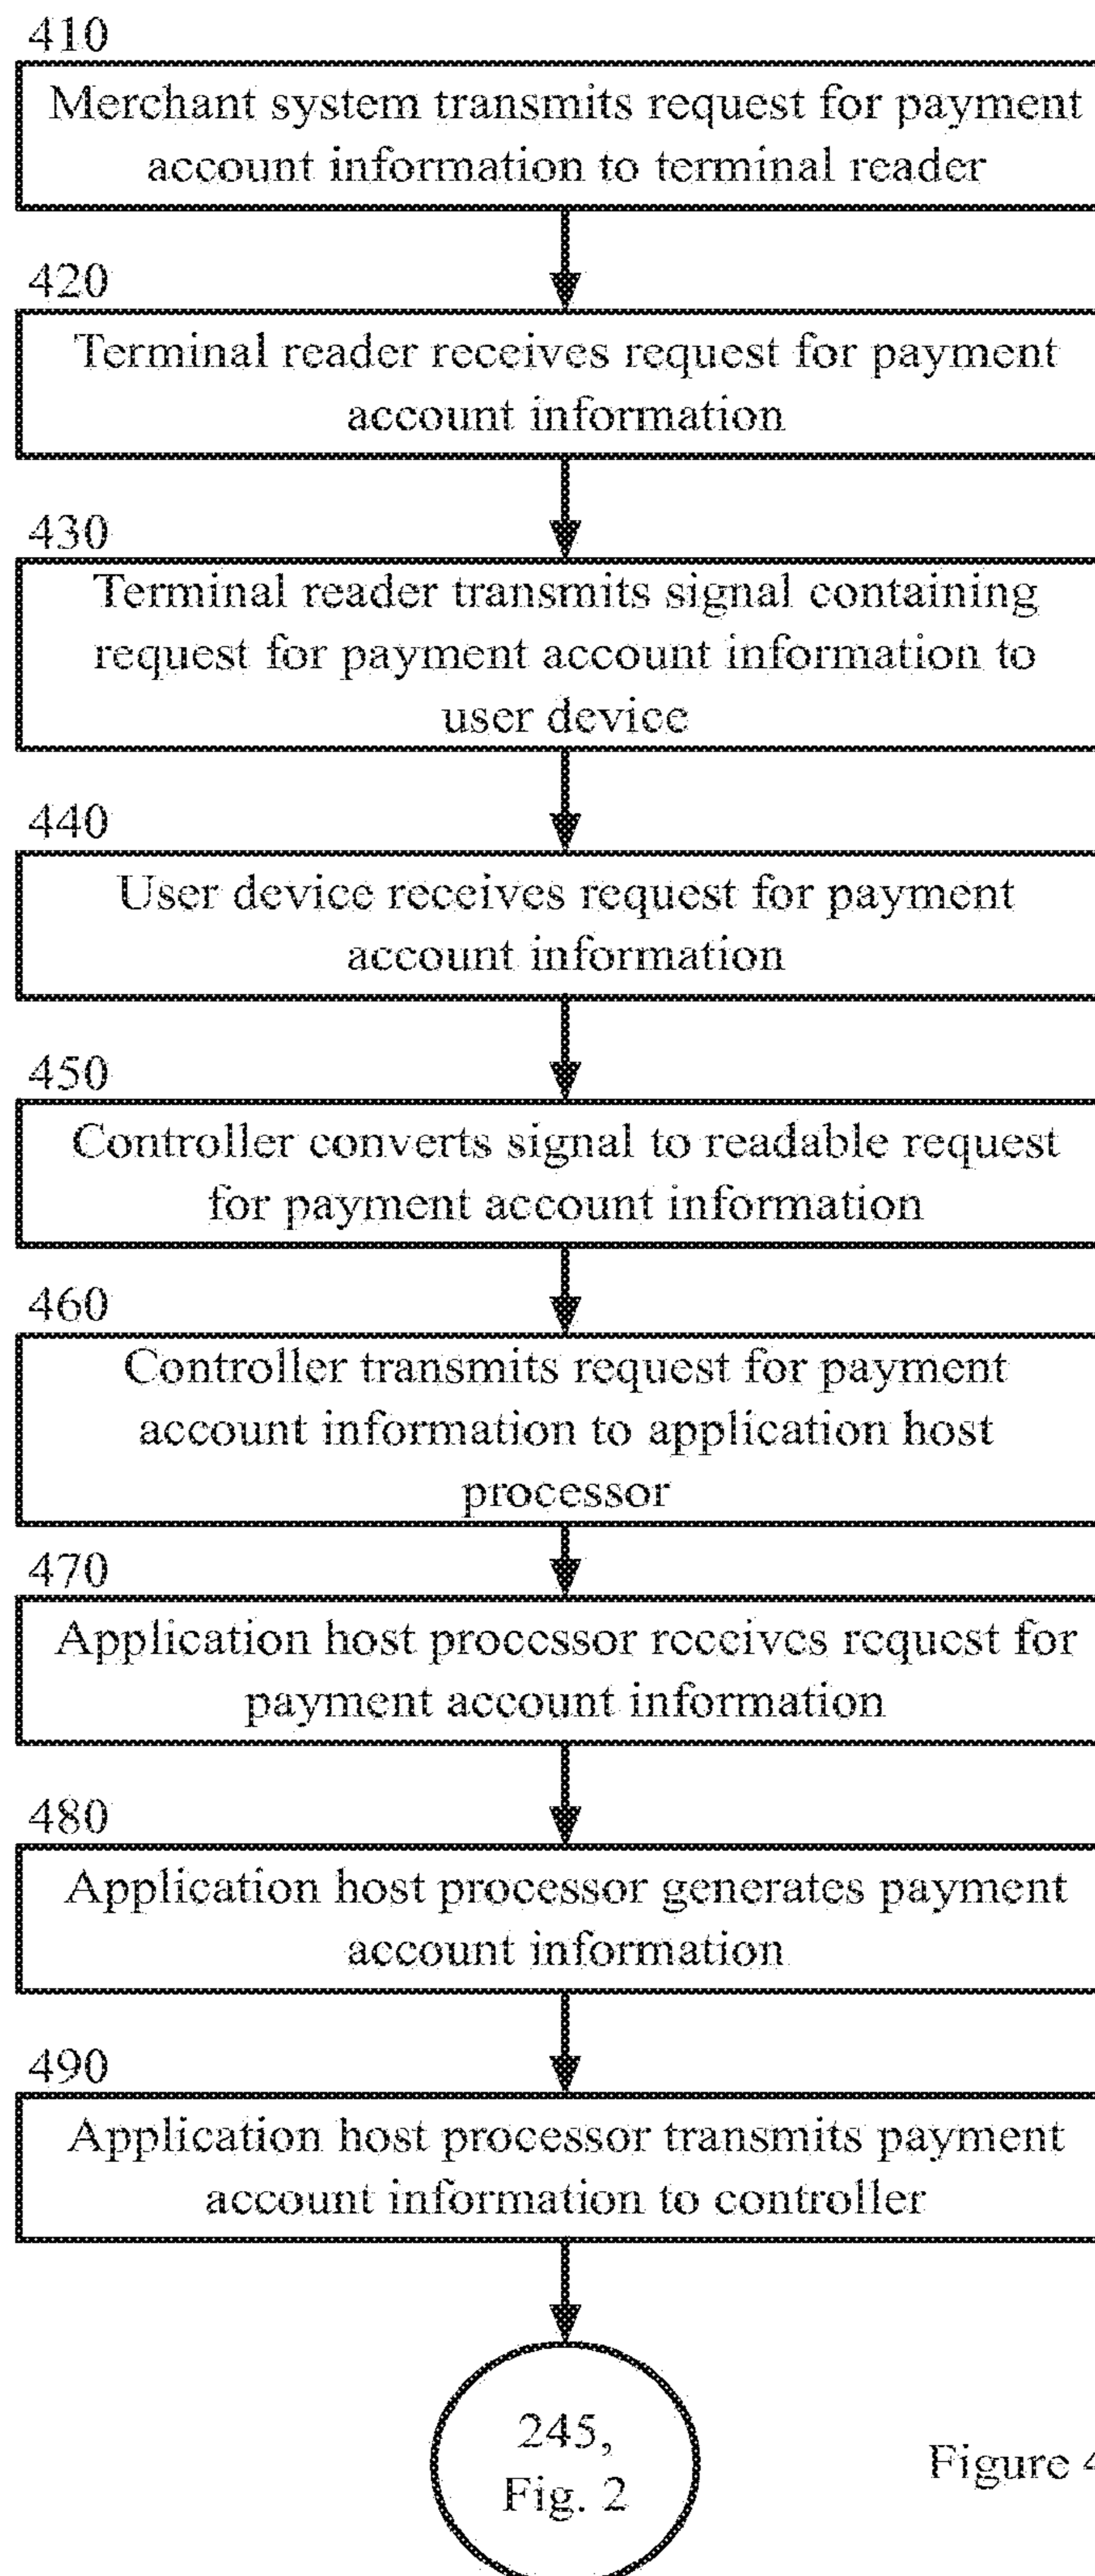 410
Merchant system transmits request for payment
account information to terminal reader
420
Terminal reader receives request for payment
account information
430
Terminal reader transmits signal containing
request for payment account information to
user device
440
User device receives request for payment
account information
450
Controller converts signal to readable request
for payment account information
460
Controller transmits request for payment
account information to application host
processor
470
Application host processor receives request for
payment account information
480
Application host processor generates payment
account information
490
Application host processor transmits payment
account information to controller
245,
Fig. 2
Figure 4